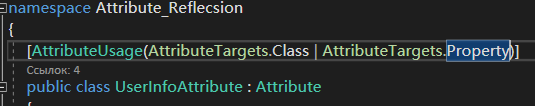 namespace Attribute_Reflecsion
{
[AttributeUsage(AttributeTargets.Class | AttributeTargets.Property)]
Ссылок: 4
public class UserInfoAttribute : Attribute
{